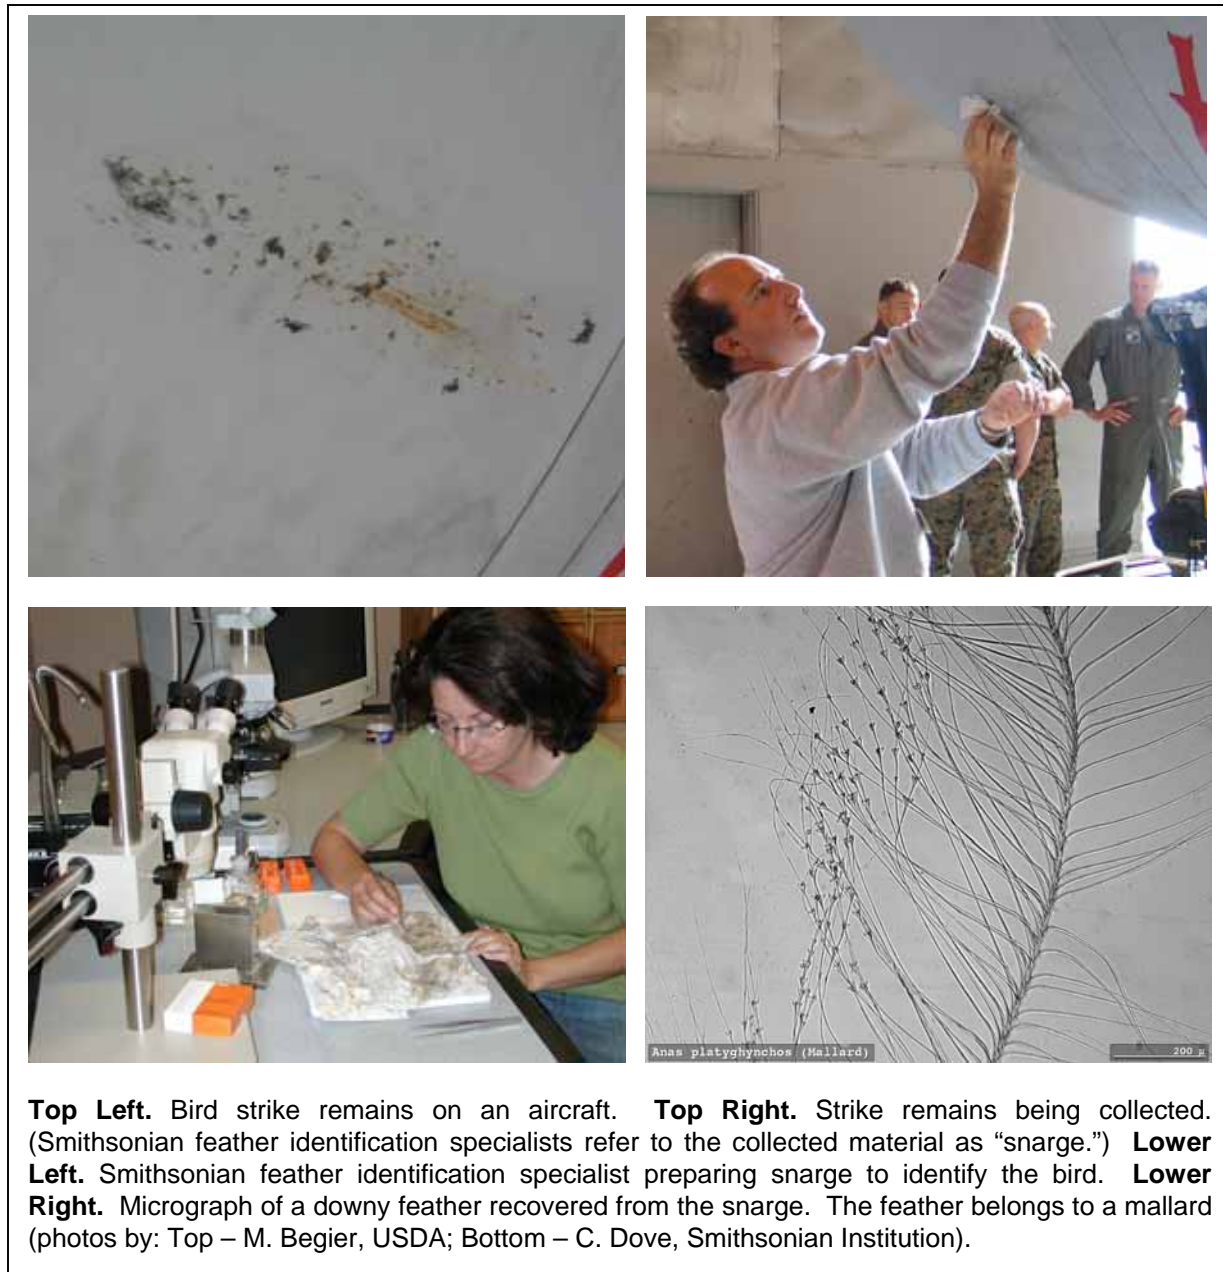 Anas platyghynchos (Mallard)
200 µ
Top Left. Bird strike remains on an aircraft. Top Right. Strike remains being collected.
(Smithsonian feather identification specialists refer to the collected material as “snarge.”) Lower
Left. Smithsonian feather identification specialist preparing snarge to identify the bird. Lower
Right. Micrograph of a downy feather recovered from the snarge. The feather belongs to a mallard
(photos by: Top – M. Begier, USDA; Bottom – C. Dove, Smithsonian Institution).